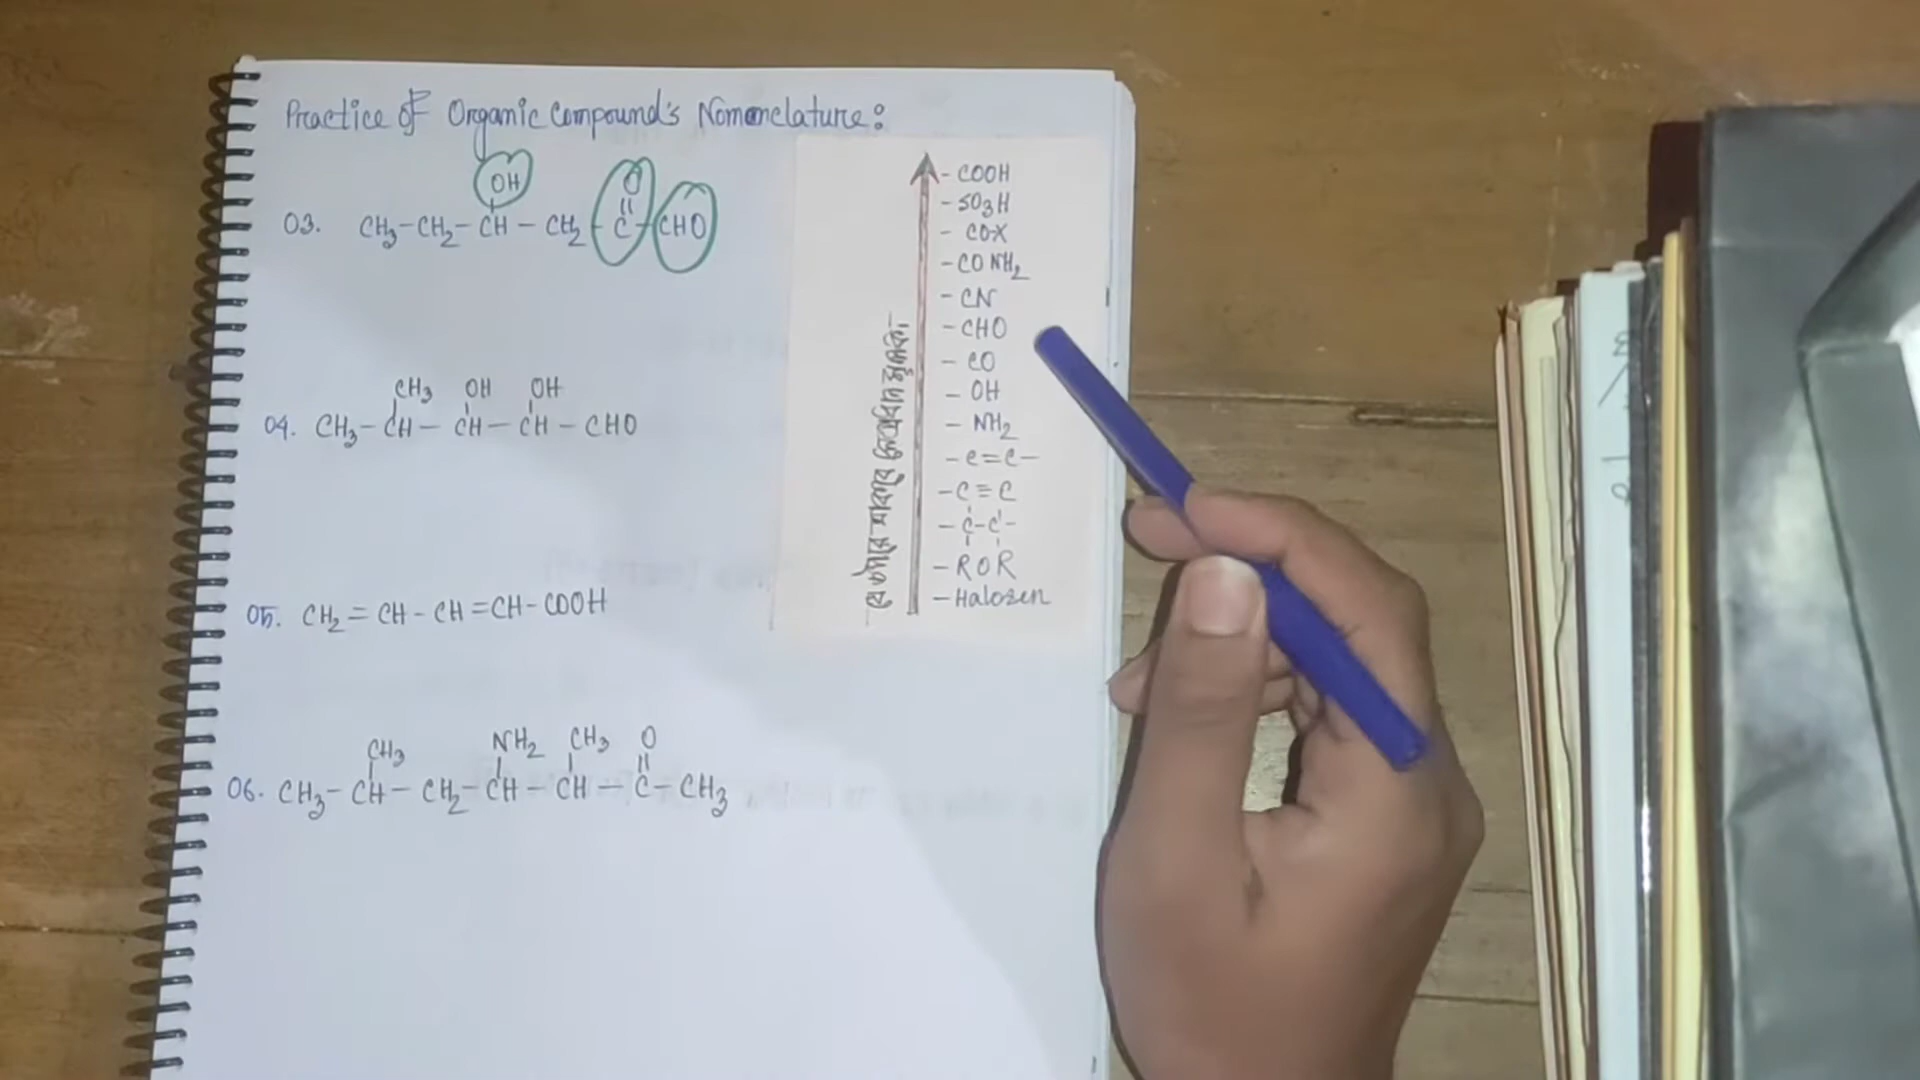 Practice of Organic Compound's Nomenclature:
OH O
03. CH3-CH2-CH-CH2-C-CHO
CH3 OH OH
04. CH3-CH-CH-CH-CHO
05. CH2=CH-CH=CH-COOH
CH3 NH2 CH3 O
06. CH3-CH-CH2-CH-CH-C-CH3
-COOH
-SO3H
-COX
-CONH2
-CN
-CHO
-CO
-OH
-NH2
-C=C-
-C≡C
-C-C-
-ROR
-Halozen